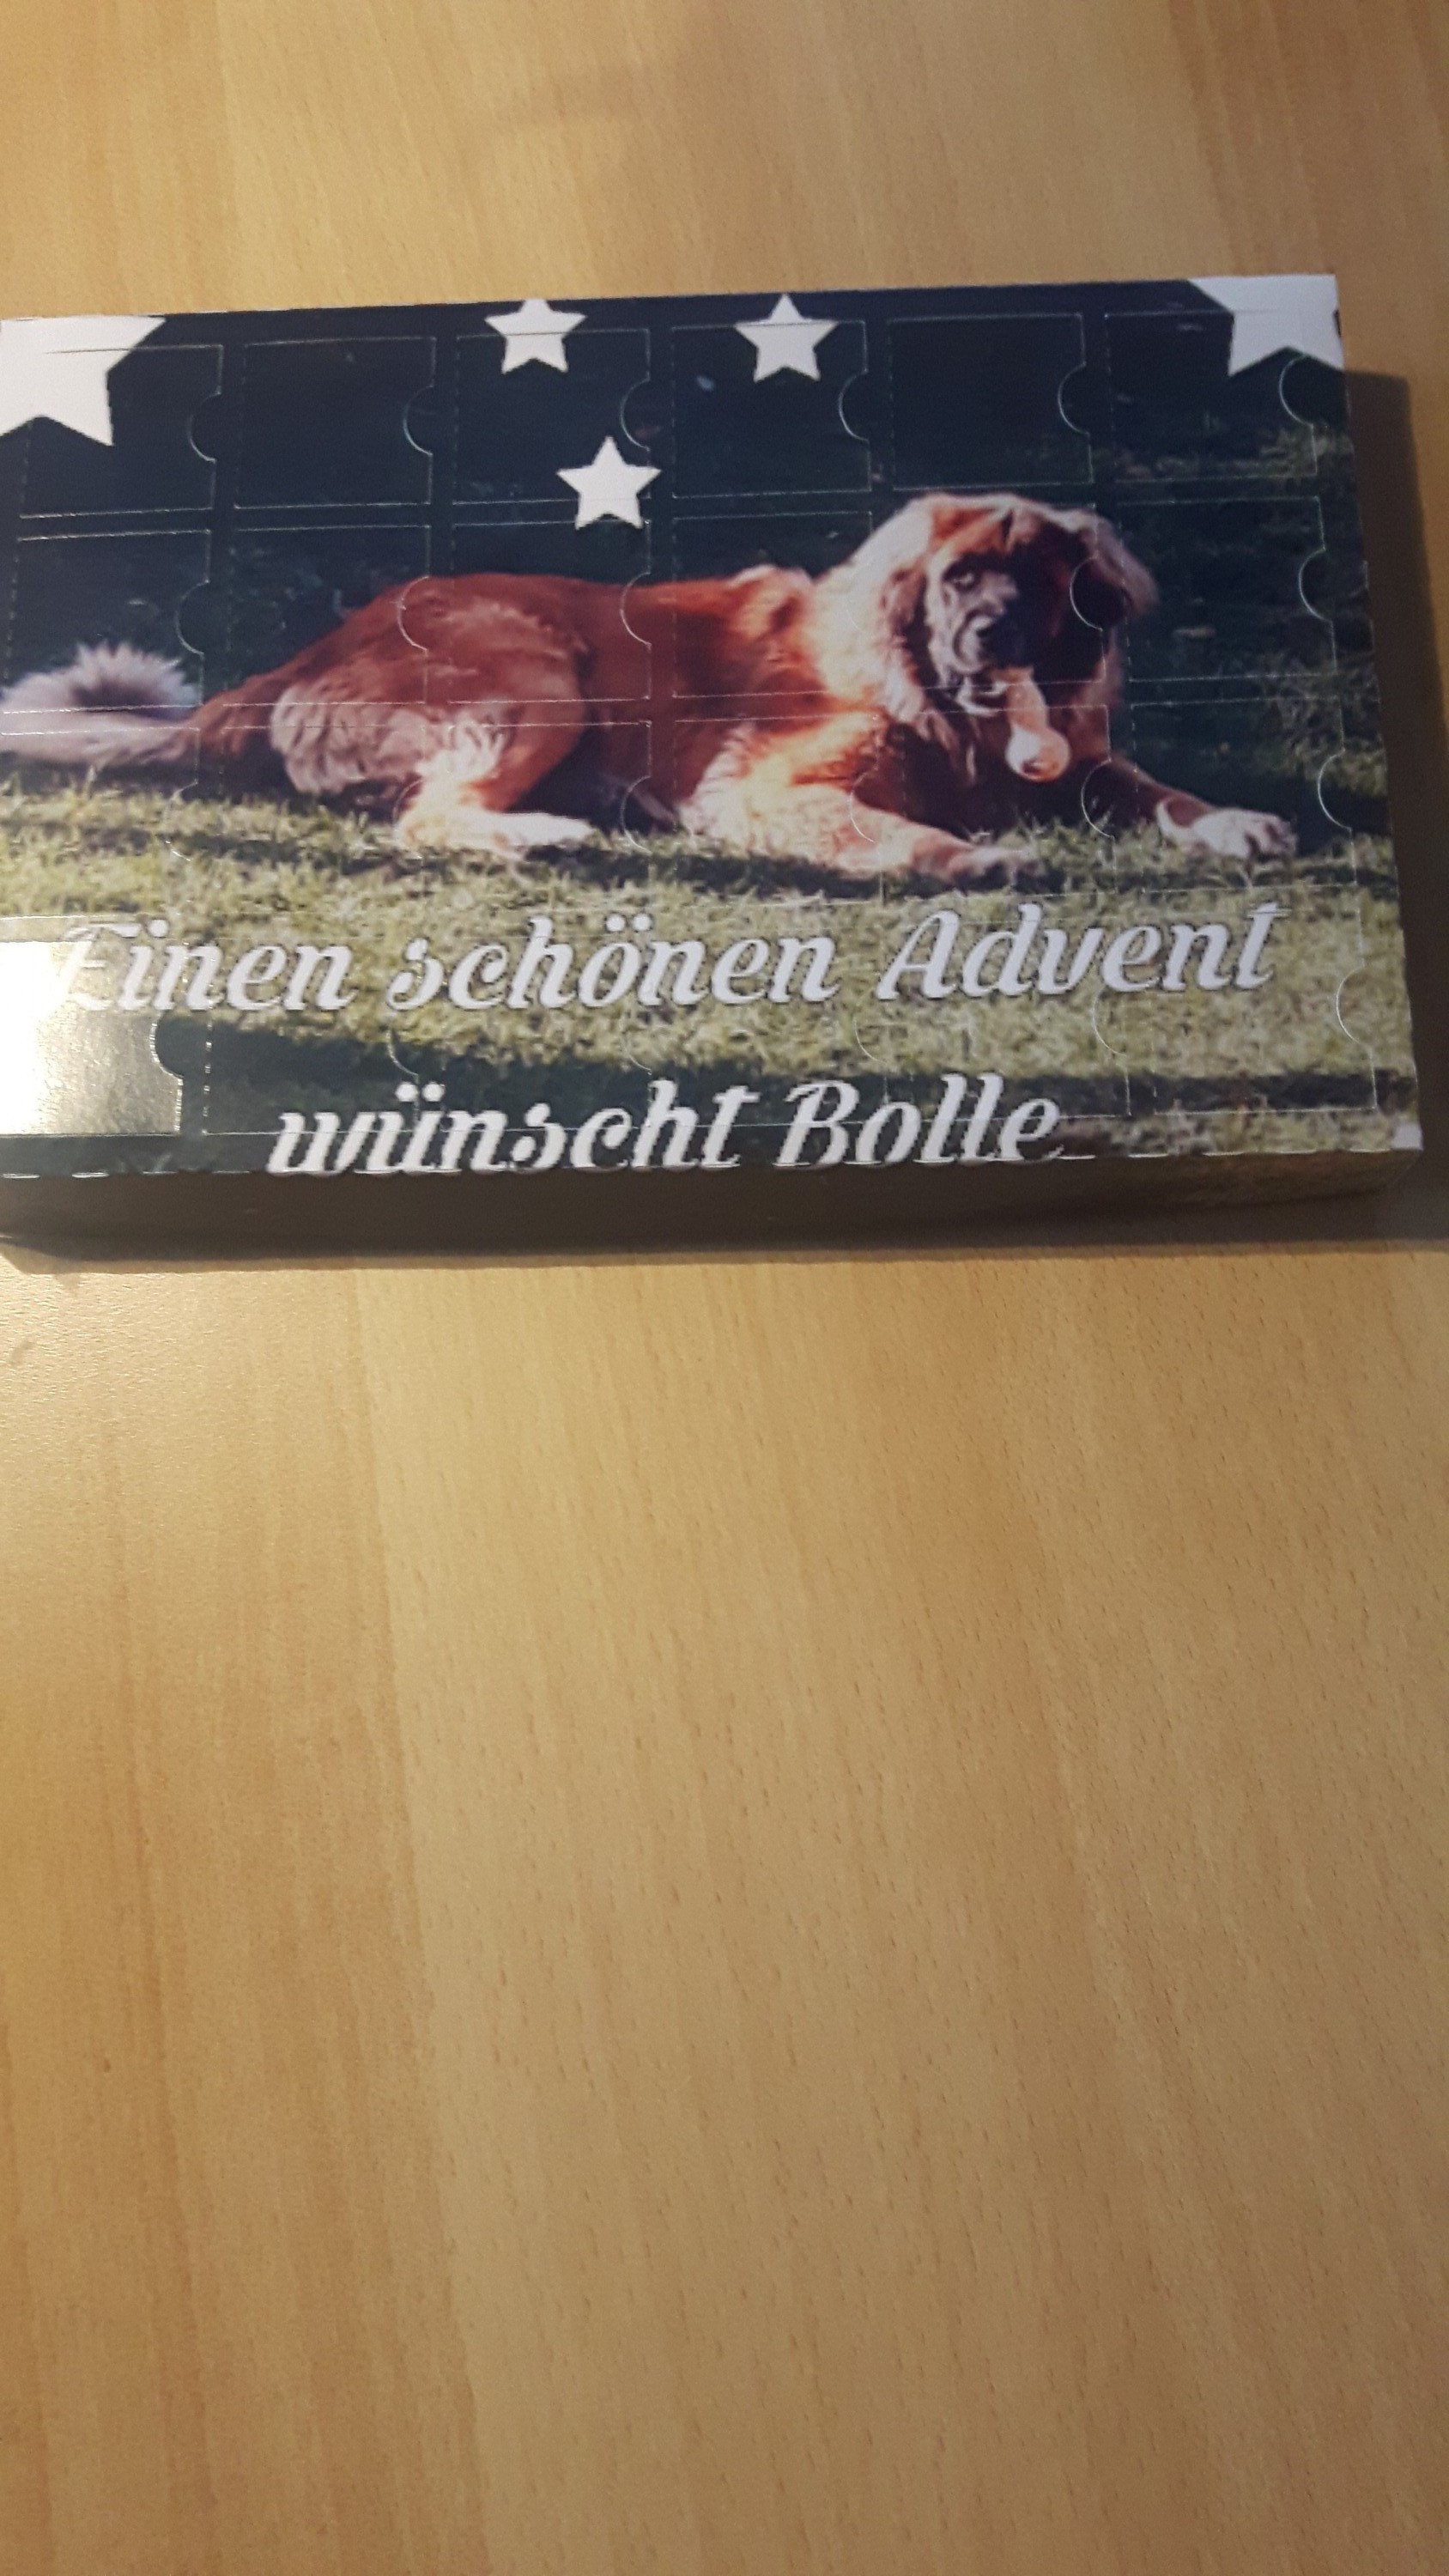 Einen schönen Advent
wünscht Bolle